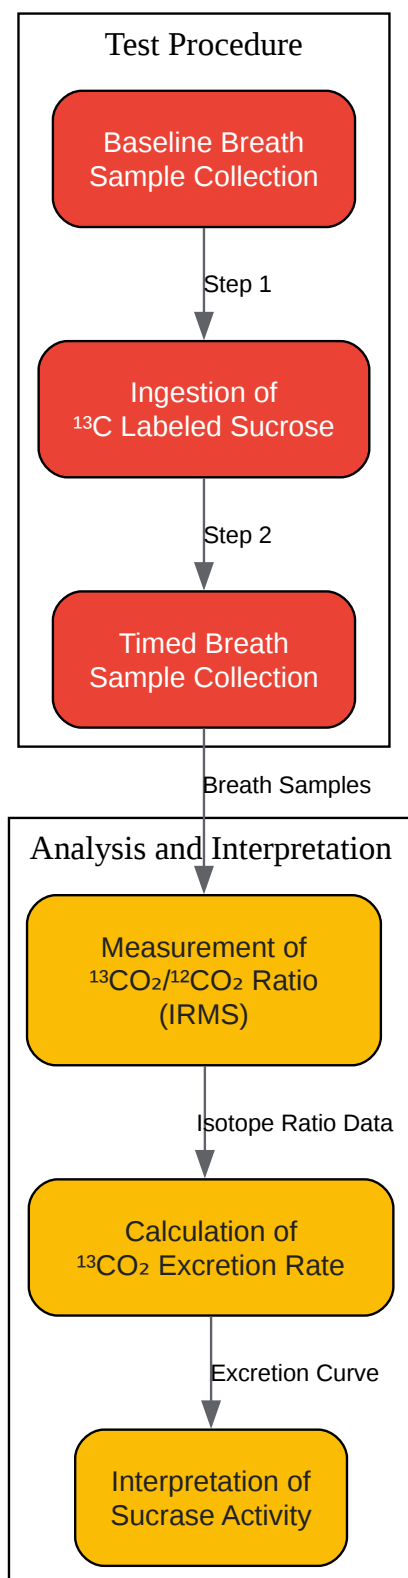 Test Procedure
Baseline Breath
Sample Collection
Step 1
Ingestion of
¹³C Labeled Sucrose
Step 2
Timed Breath
Sample Collection
Breath Samples
Analysis and Interpretation
Measurement of
¹³CO₂/¹²CO₂ Ratio
(IRMS)
Isotope Ratio Data
Calculation of
¹³CO₂ Excretion Rate
Excretion Curve
Interpretation of
Sucrase Activity